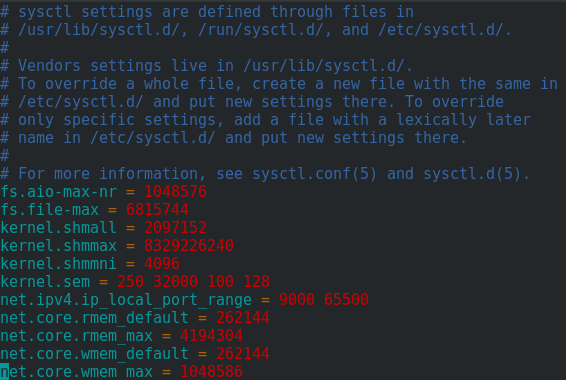 # sysctl settings are defined through files in
# /usr/lib/sysctl.d/, /run/sysctl.d/, and /etc/sysctl.d/.
#
# Vendors settings live in /usr/lib/sysctl.d/.
# To override a whole file, create a new file with the same in
# /etc/sysctl.d/ and put new settings there. To override
# only specific settings, add a file with a lexically later
# name in /etc/sysctl.d/ and put new settings there.
#
# For more information, see sysctl.conf(5) and sysctl.d(5).
fs.aio-max-nr = 1048576
fs.file-max = 6815744
kernel.shmall = 2097152
kernel.shmmax = 8329226240
kernel.shmmni = 4096
kernel.sem = 250 32000 100 128
net.ipv4.ip_local_port_range = 9000 65500
net.core.rmem_default = 262144
net.core.rmem_max = 4194304
net.core.wmem_default = 262144
net.core.wmem_max = 1048586